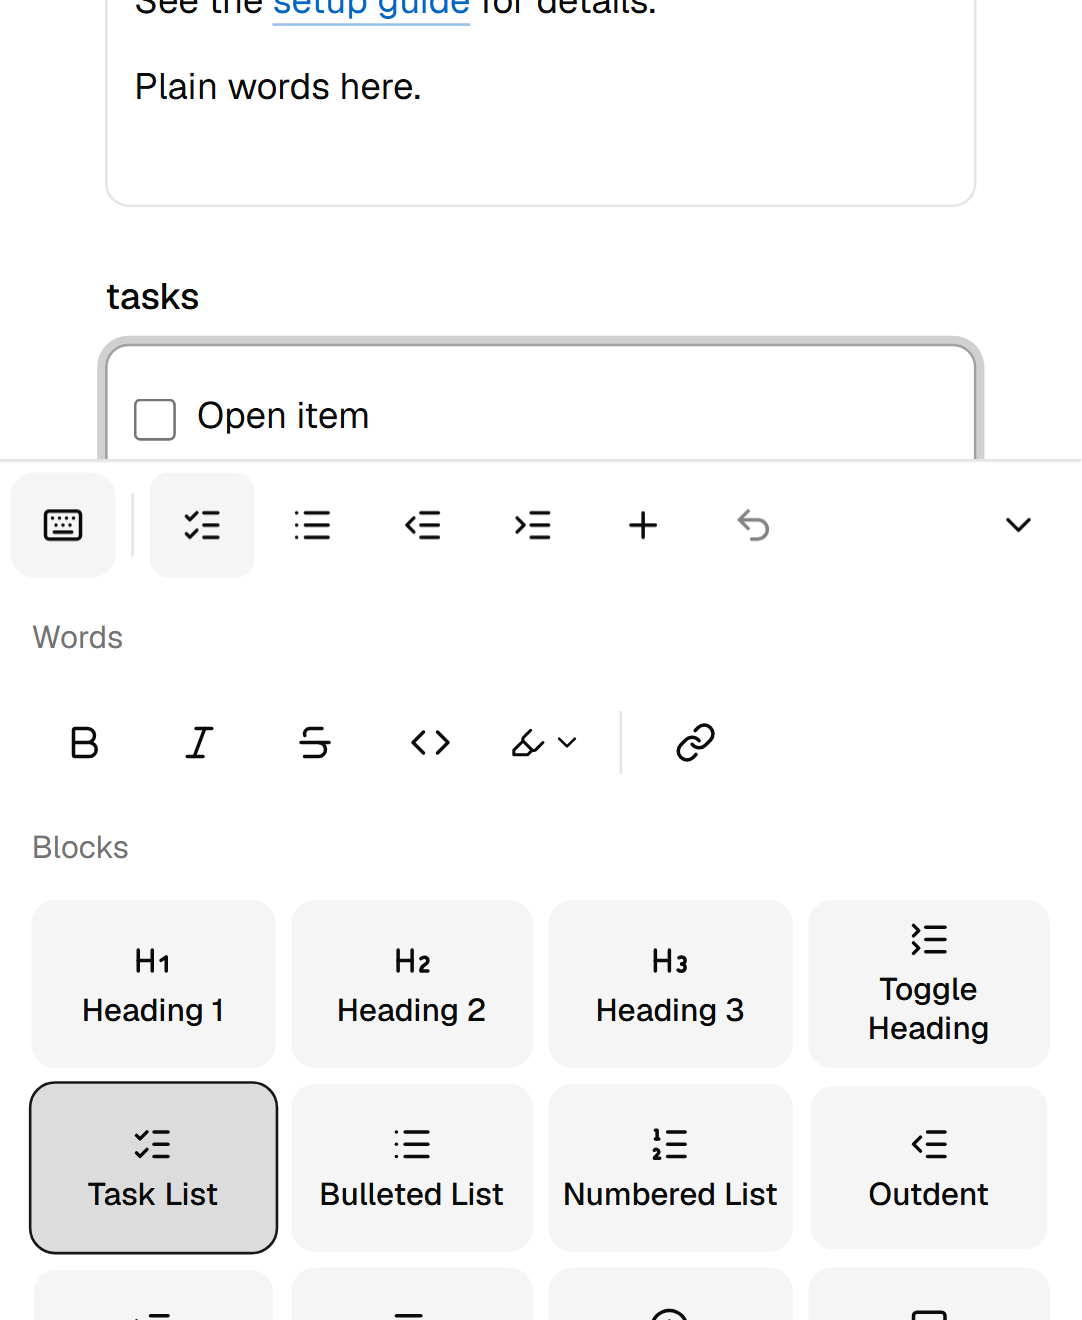 See the setup guide for details.
Plain words here.
tasks
Open item
Words
B I S
Blocks
H1 H2 H3
Heading 1 Heading 2 Heading 3 Toggle Heading
Task List Bulleted List Numbered List Outdent